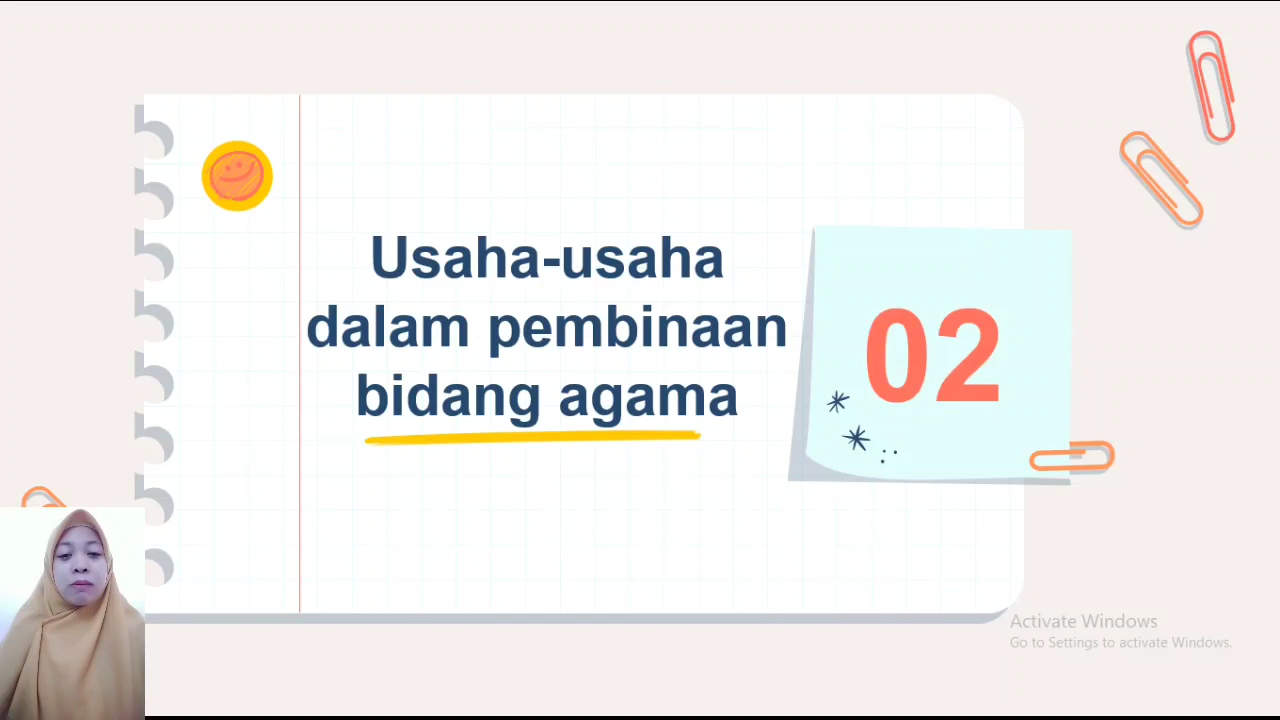 Usaha-usaha
dalam pembinaan
bidang agama
02
Activate Windows
Go to Settings to activate Windows.